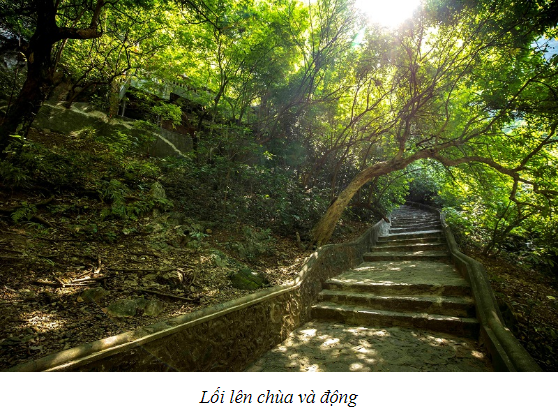 Lối lên chùa và động